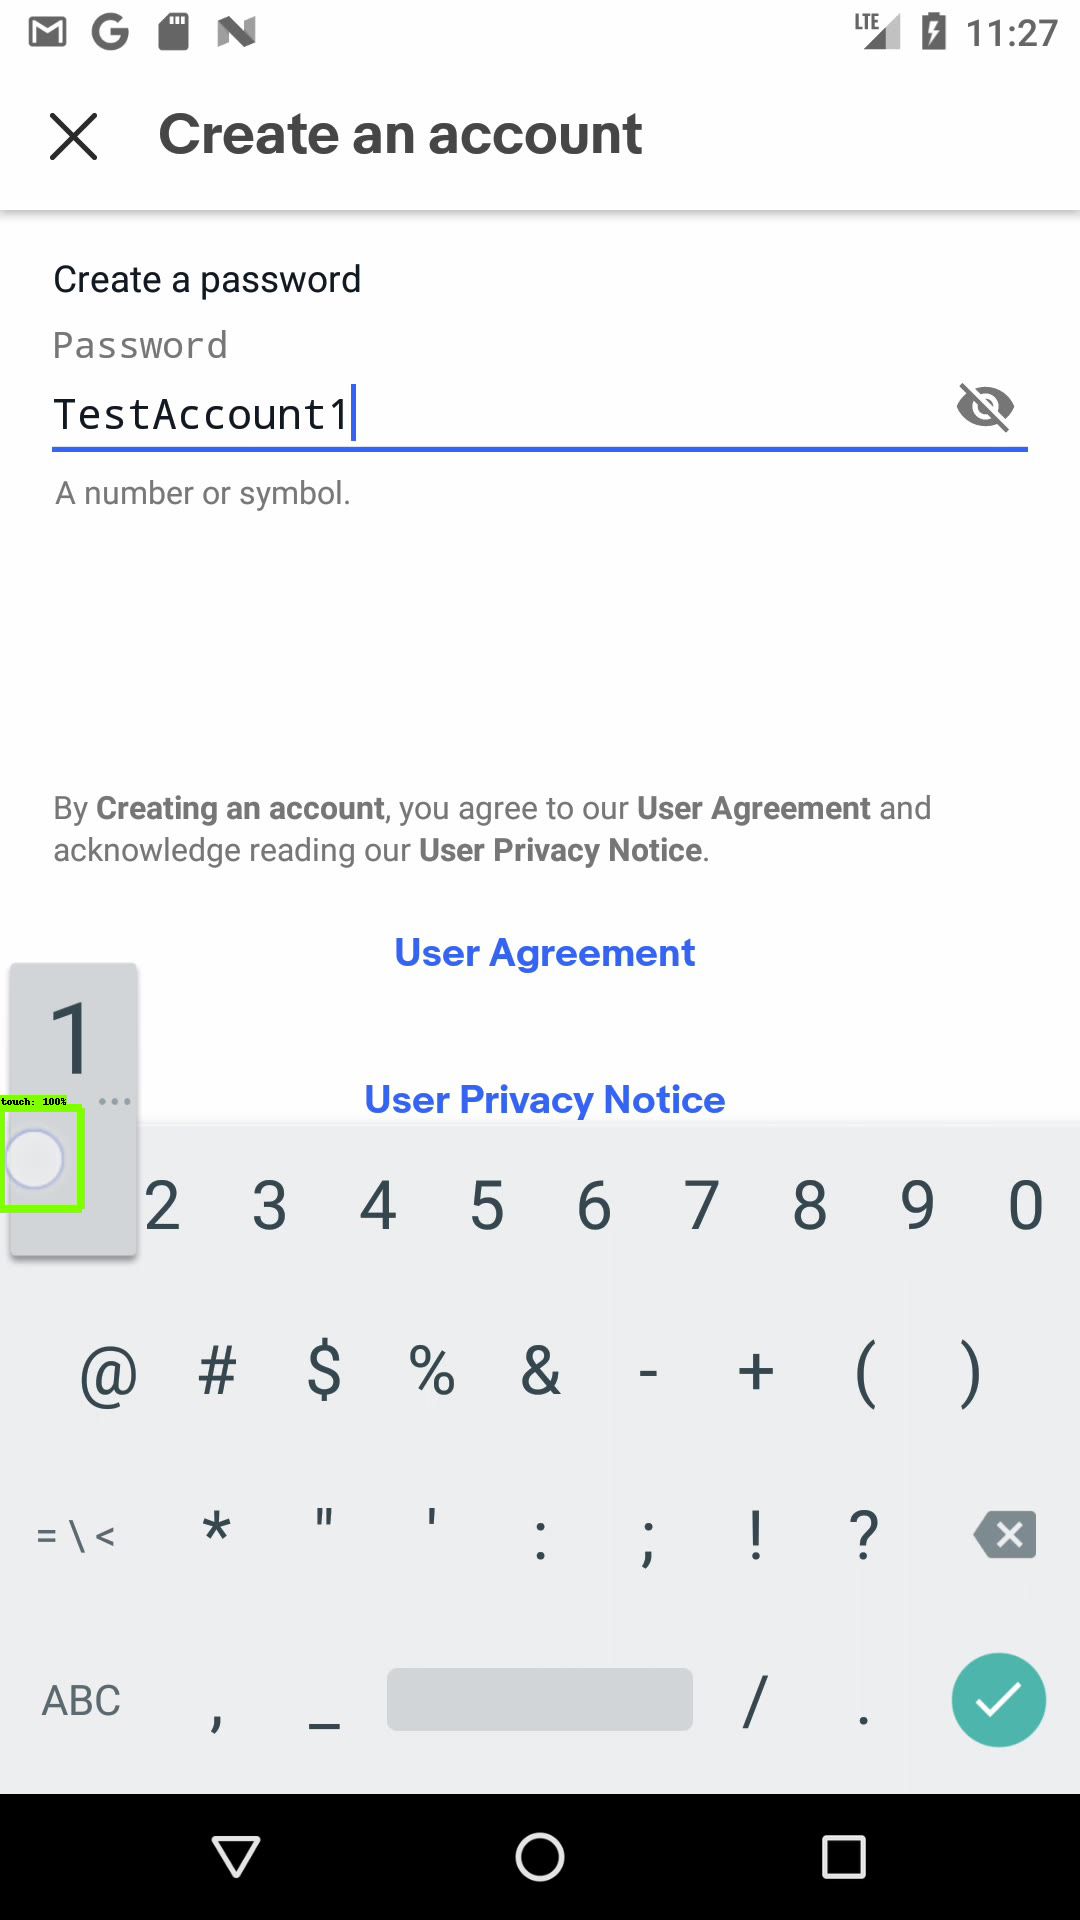 LTE 11:27
Create an account
Create a password
Password
TestAccount1
A number or symbol.
By Creating an account, you agree to our User Agreement and
acknowledge reading our User Privacy Notice.
User Agreement
1
touch: 100%
User Privacy Notice
2 3 4 5 6 7 8 9 0
@ # $ % & - + ( )
= \ < * " ' : ; ! ?
ABC , _ / .